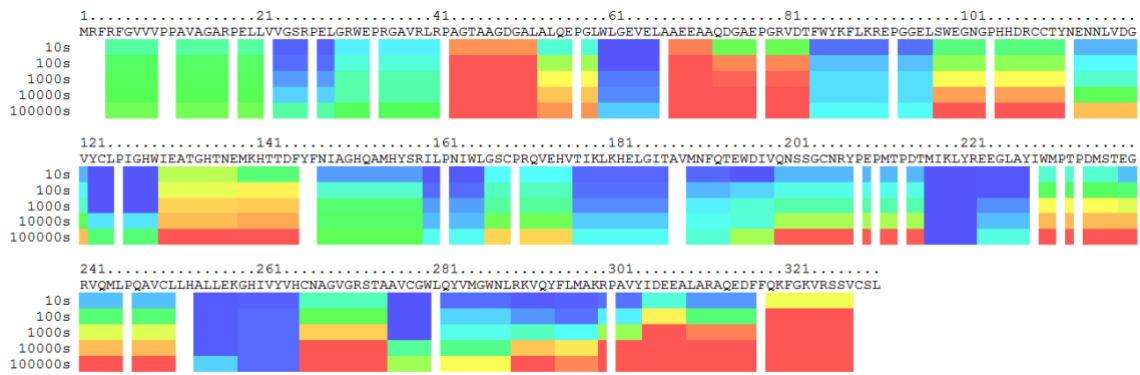 1...................21..................41..................61..................81..................101.................
MRFRFGVVVPPAVAGARPELLVVGSRPELGRWEPRGAVRLRPAGTAAGDGALALQEPGLWLGEVELAAEEAAQDGAEPGRVDTFWYKFLKREPGGELSWEGNGPHHDRCCTYNENNLVDG
10s
100s
1000s
10000s
100000s
121.................141.................161.................181.................201.................221.................
VYCLPIGHWIEATGHTNEMKHTTDFYFNIAGHQAMHYSRILPNIWLGSCPRQVEHVTIKLKHELGITAVMNFQTEWDIVQNSSGCNRYPEPMTPDTMIKLYREEGLAYIWMPTPDMSTEG
10s
100s
1000s
10000s
100000s
241.................261.................281.................301.................321........
RVQMLPQAVCLLHALLEKGHIVYVHCNAGVGRSTAAVCGWLQYVMGWNLRKVQYFLMAKRPAVYIDEEALARAQEDFFQKFGKVRSSVCSL
10s
100s
1000s
10000s
100000s